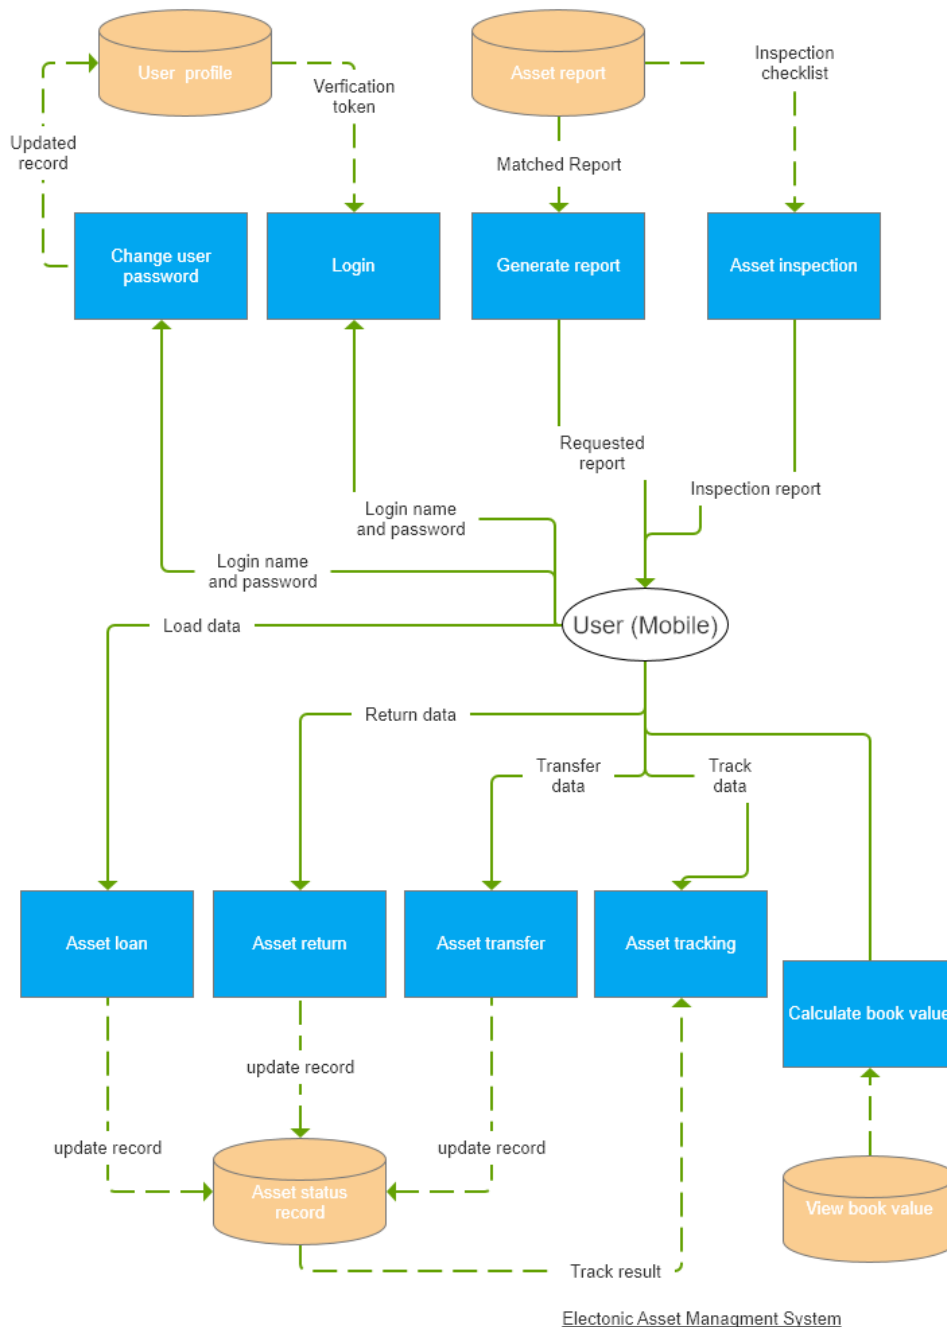 User profile
Asset report
Inspection
checklist
Verfication
token
Updated
record
Matched Report
Change user
password
Login
Generate report
Asset inspection
Requested
report
Inspection report
Login name
and password
Login name
and password
User (Mobile)
Load data
Return data
Transfer
data
Track
data
Asset loan
Asset return
Asset transfer
Asset tracking
Calculate book value
update record
update record
update record
Asset status
record
View book value
Track result
Electonic Asset Managment System